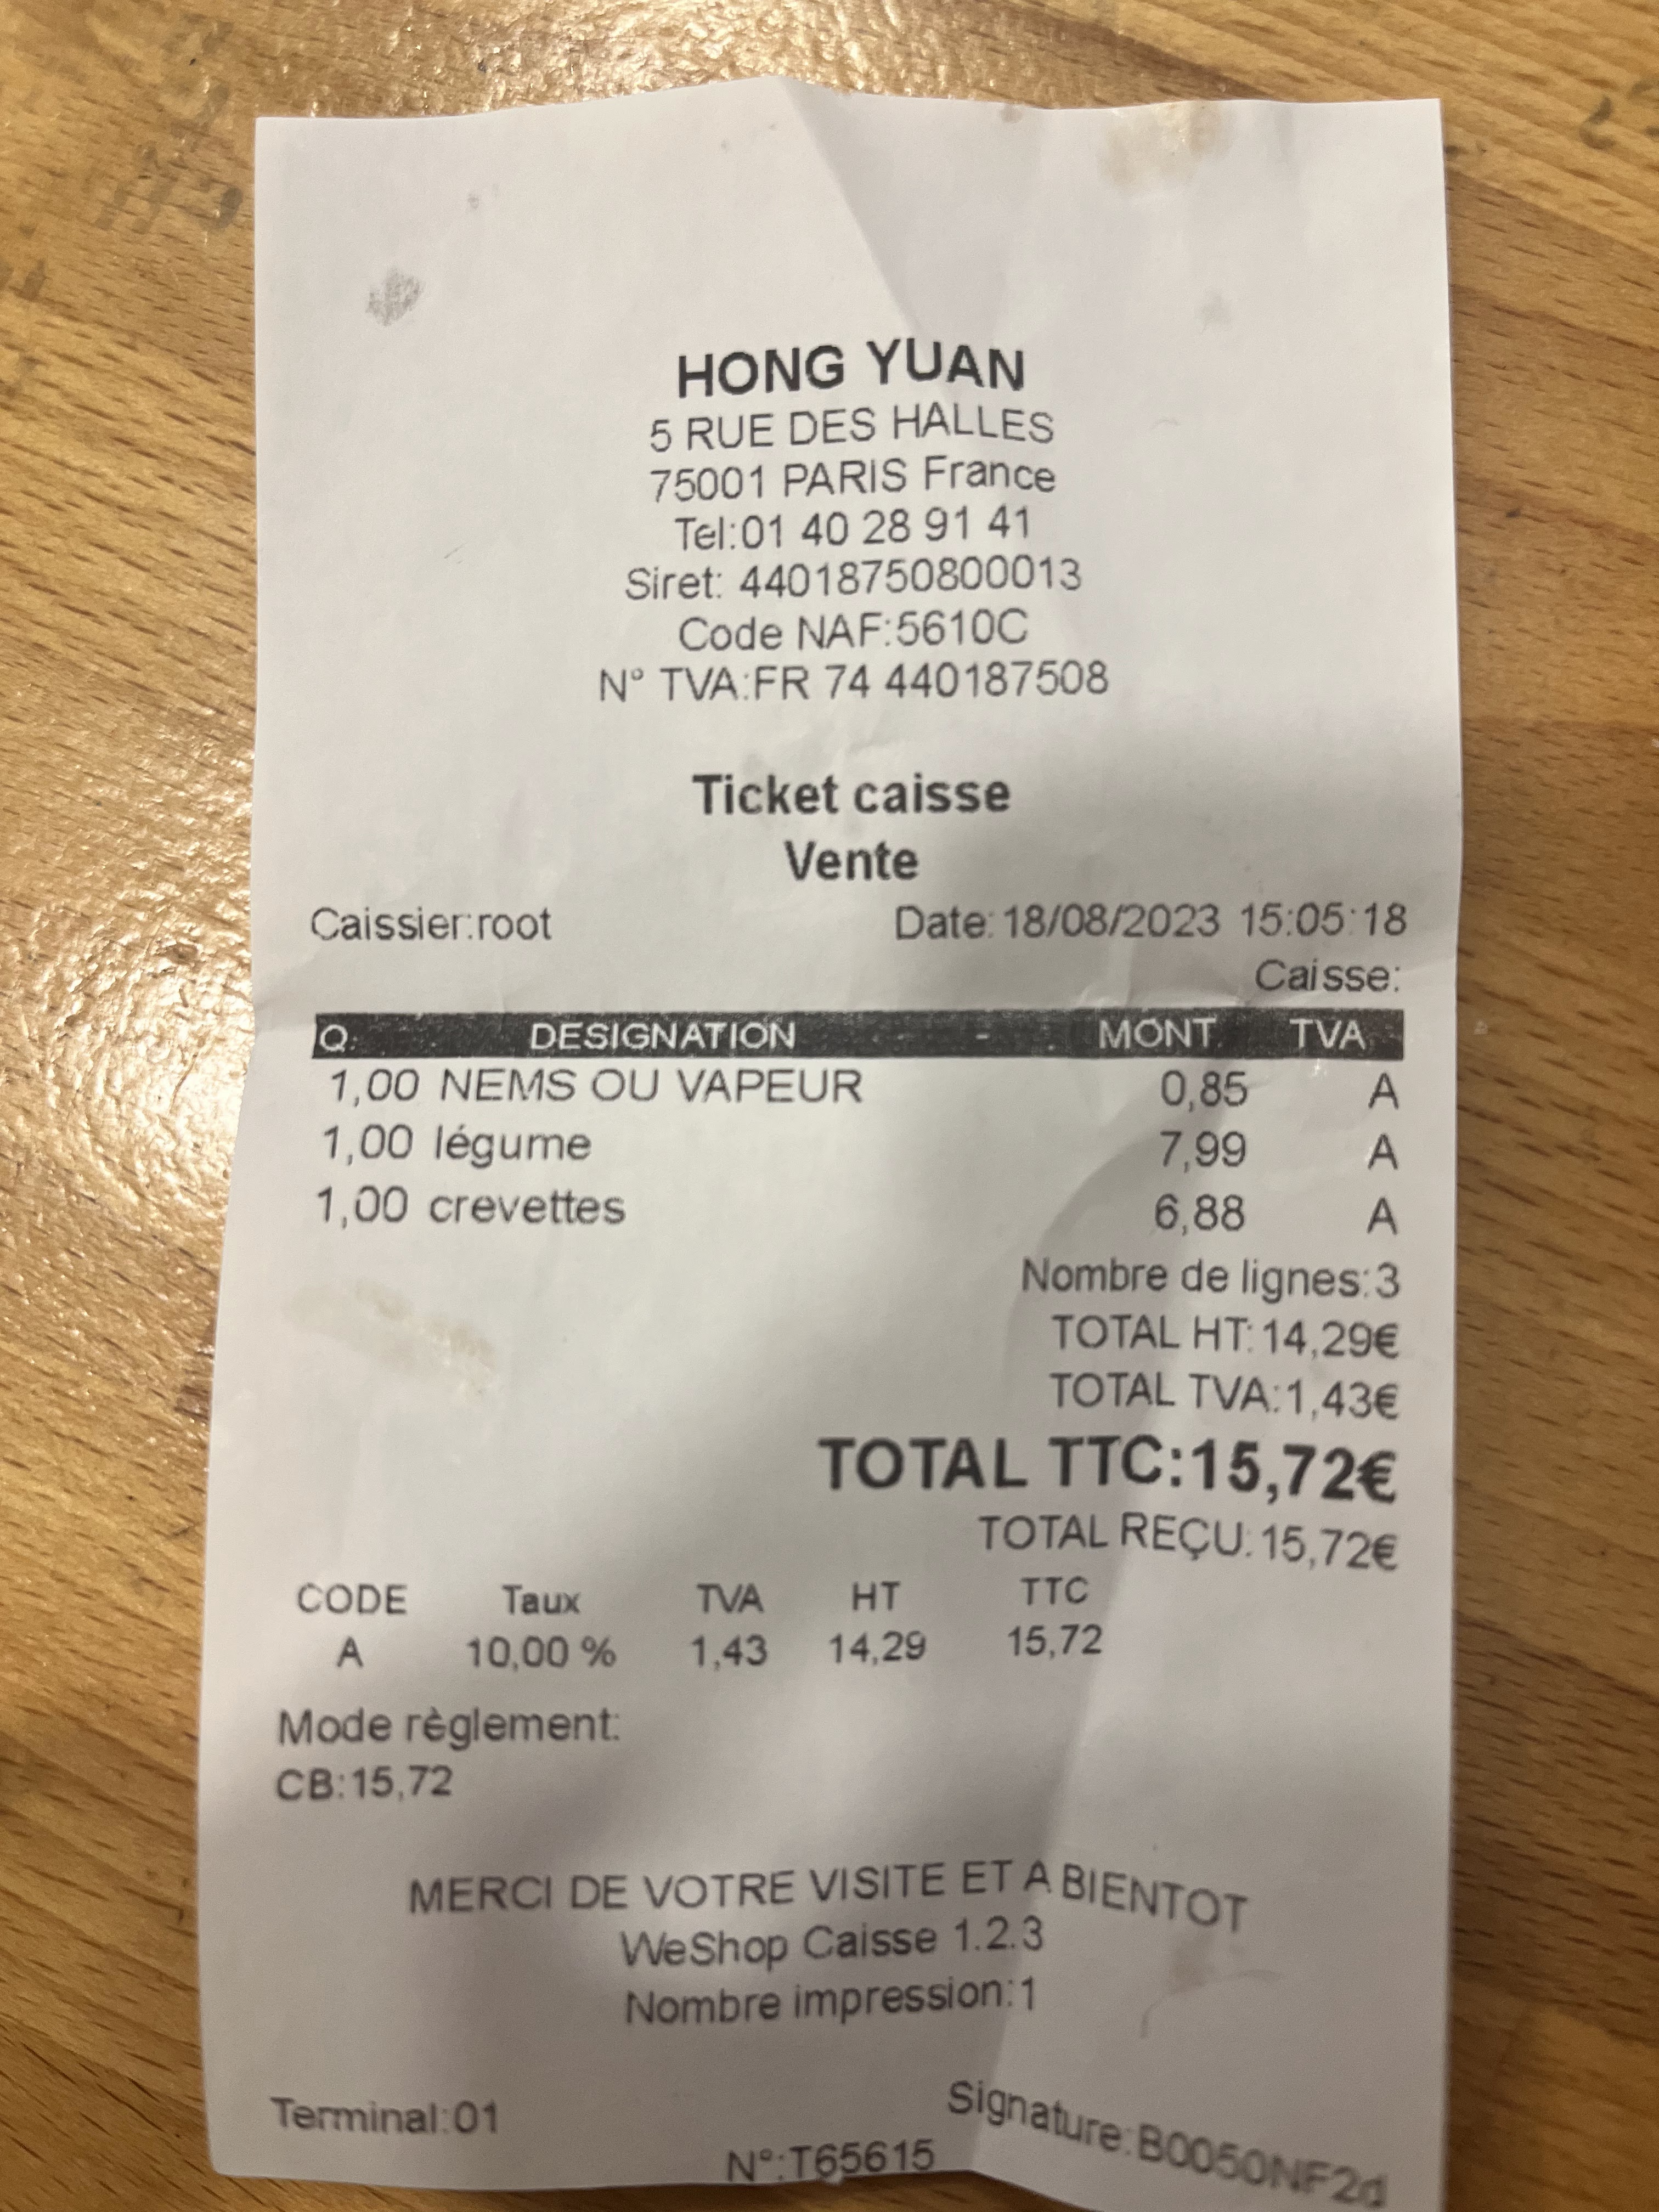 HONG YUAN
5 RUE DES HALLES
75001 PARIS France
Tel:01 40 28 91 41
Siret: 44018750800013
Code NAF:5610C
N° TVA:FR 74 440187508
Ticket caisse
Vente
Caissier:root Date:18/08/2023 15:05:18
Caisse:
Q: DESIGNATION - MONT. TVA
1,00 NEMS OU VAPEUR 0,85 A
1,00 légume 7,99 A
1,00 crevettes 6,88 A
Nombre de lignes:3
TOTAL HT:14,29€
TOTAL TVA:1,43€
TOTAL TTC:15,72€
TOTAL REÇU:15,72€
CODE Taux TVA HT TTC
A 10,00 % 1,43 14,29 15,72
Mode règlement:
CB:15,72
MERCI DE VOTRE VISITE ET A BIENTOT
WeShop Caisse 1.2.3
Nombre impression:1
Terminal:01 Signature:B0050NF2d
N°:T65615